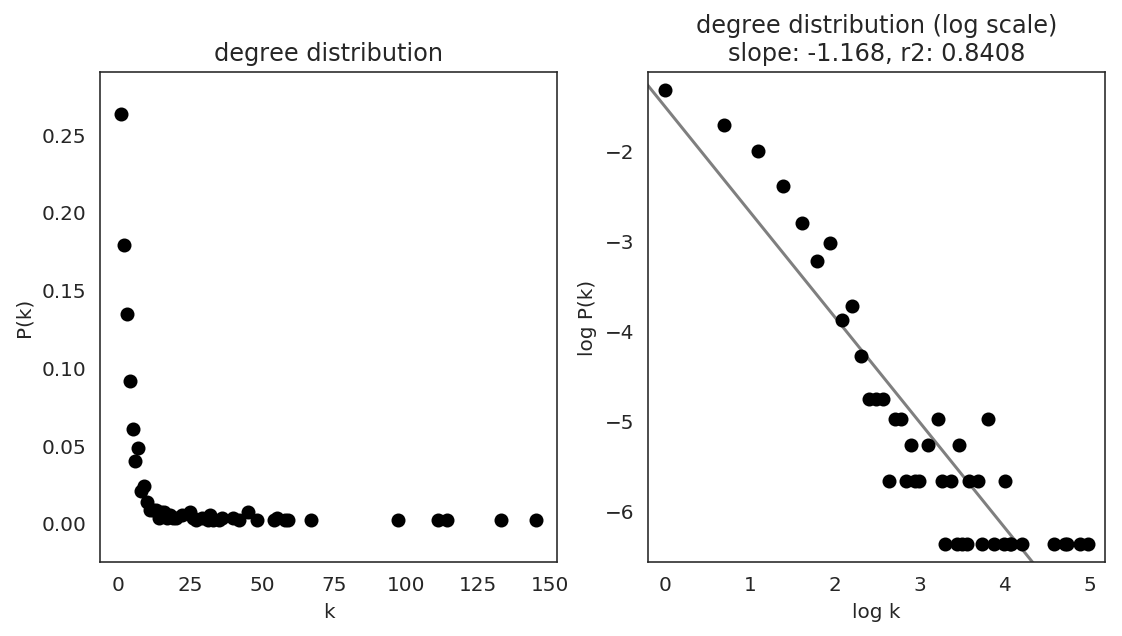 degree distribution
P(k)
0.25
0.20
0.15
0.10
0.05
0.00
0 25 50 75 100 125 150
k
degree distribution (log scale)
slope: -1.168, r2: 0.8408
log P(k)
−2
−3
−4
−5
−6
0 1 2 3 4 5
log k